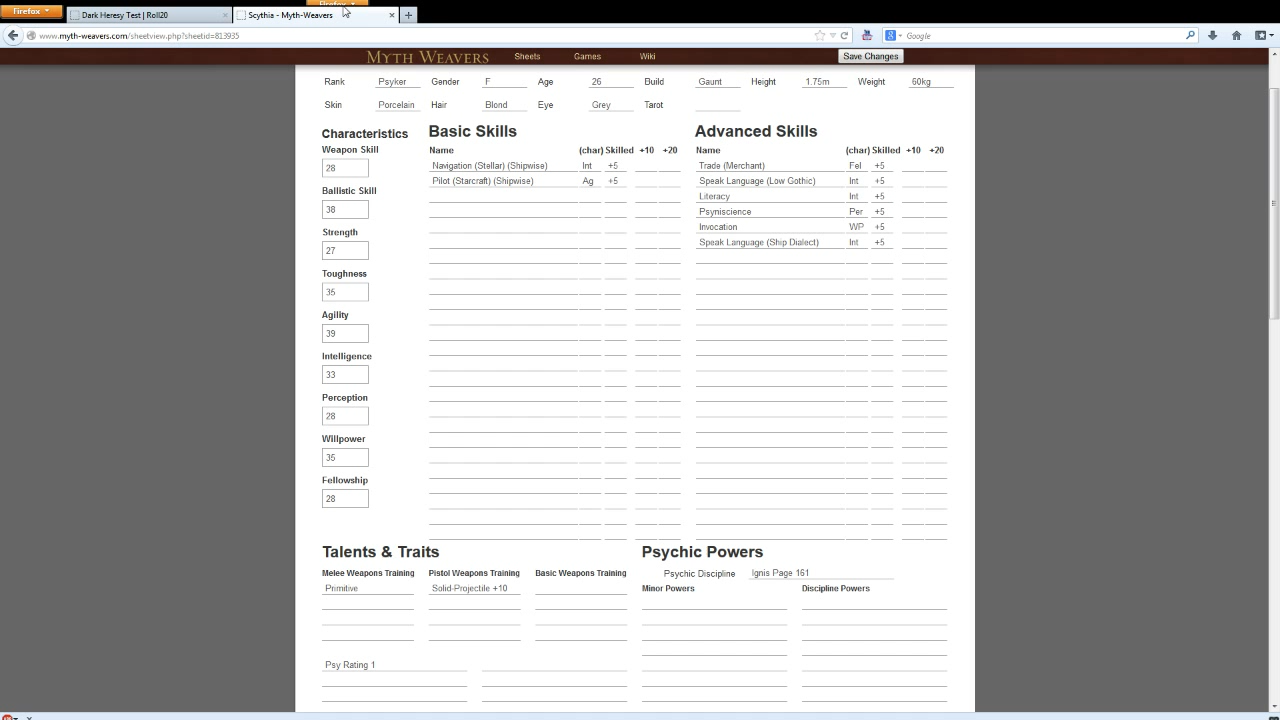 Firefox
Firefox
Dark Heresy Test | Roll20
Scythia - Myth-Weavers
www.myth-weavers.com/sheetview.php?sheetid=813935
Google
MYTH WEAVERS Sheets Games Wiki Save Changes
Rank Psyker Gender F Age 26 Build Gaunt Height 1.75m Weight 60kg
Skin Porcelain Hair Blond Eye Grey Tarot
Characteristics Basic Skills Advanced Skills
Weapon Skill Name (char) Skilled +10 +20 Name (char) Skilled +10 +20
28 Navigation (Stellar) (Shipwise) Int +5 Trade (Merchant) Fel +5
Pilot (Starcraft) (Shipwise) Ag +5 Speak Language (Low Gothic) Int +5
Ballistic Skill Literacy Int +5
38 Psyniscience Per +5
Invocation WP +5
Strength Speak Language (Ship Dialect) Int +5
27
Toughness
35
Agility
39
Intelligence
33
Perception
28
Willpower
35
Fellowship
28
Talents & Traits Psychic Powers
Melee Weapons Training Pistol Weapons Training Basic Weapons Training Psychic Discipline Ignis Page 161
Primitive Solid-Projectile +10 Minor Powers Discipline Powers
Psy Rating 1